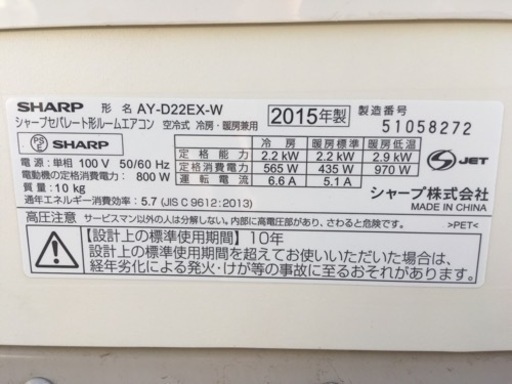 SHARP 形名 AY-D22EX-W 2015年製 製造番号
シャープセパレート形ルームエアコン 空冷式 冷房・暖房兼用 51058272
PS E SHARP
電源:単相 100 V 50/60 Hz
電動機の定格消費電力: 800 W
質量:10 kg
冷房 暖房標準 暖房低温
定格能力 2.2 kW 2.2 kW 2.9 kW
定格消費電力 565 W 435 W 970 W
運転電流 6.6 A 5.1 A
S JET
通年エネルギー消費効率: 5.7 (JIS C 9612:2013)
シャープ株式会社
MADE IN CHINA
高圧注意 サービスマン以外の人は分解しない。内部に高電圧部があり、さわると危険です。 >PET<
【設計上の標準使用期間】10年
設計上の標準使用期間を超えてお使いいただいた場合は、
経年劣化による発火・けが等の事故に至るおそれがあります。